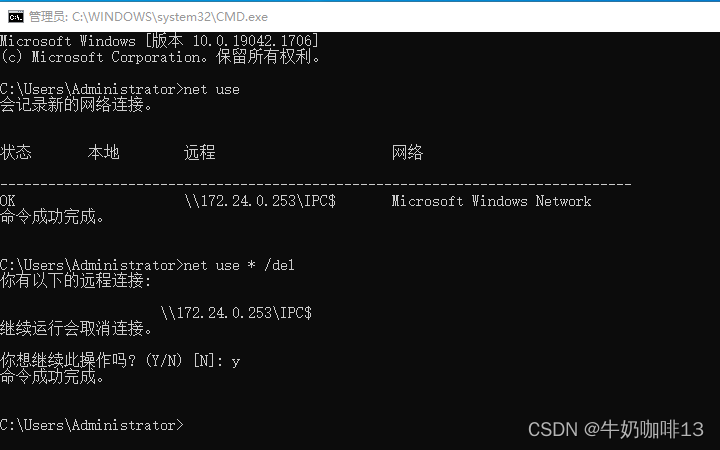 管理员: C:\WINDOWS\system32\CMD.exe
Microsoft Windows [版本 10.0.19042.1706]
(c) Microsoft Corporation。保留所有权利。
C:\Users\Administrator>net use
会记录新的网络连接。
状态 本地 远程 网络
-------------------------------------------------------------------------------
OK \\172.24.0.253\IPC$ Microsoft Windows Network
命令成功完成。
C:\Users\Administrator>net use * /del
你有以下的远程连接:
\\172.24.0.253\IPC$
继续运行会取消连接。
你想继续此操作吗? (Y/N) [N]: y
命令成功完成。
C:\Users\Administrator>
CSDN @牛奶咖啡13